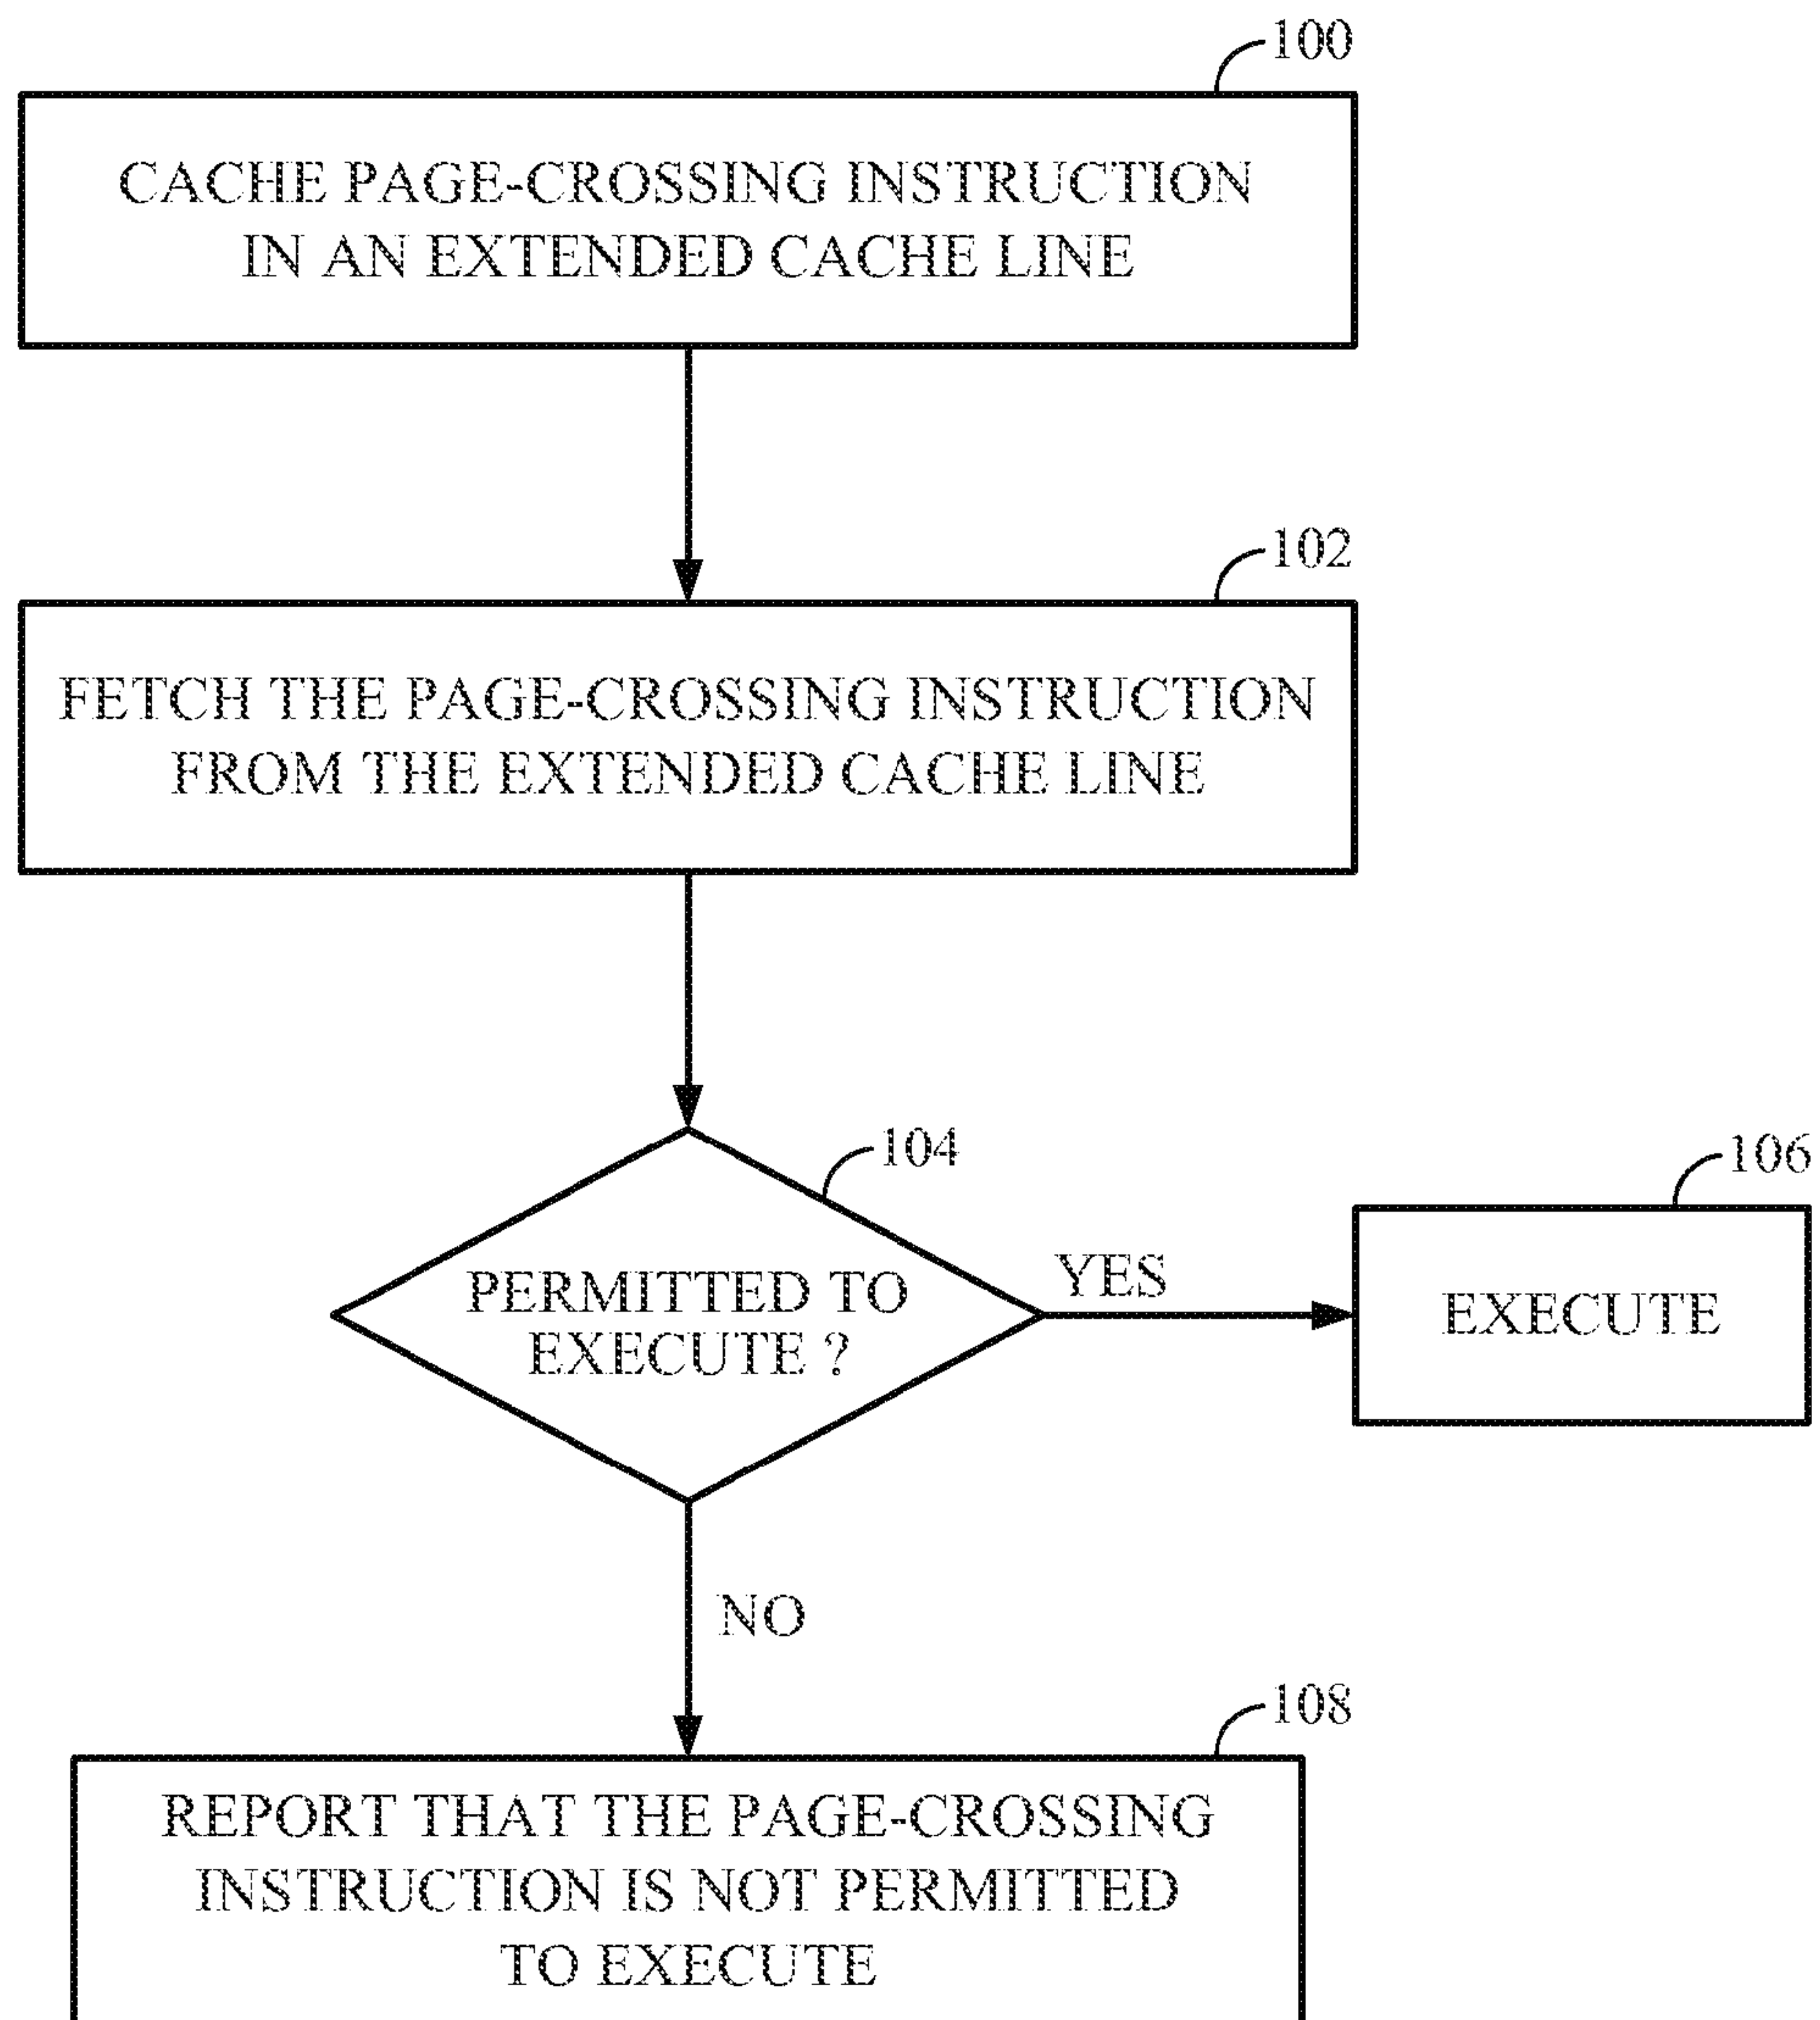 100
CACHE PAGE-CROSSING INSTRUCTION
IN AN EXTENDED CACHE LINE
102
FETCH THE PAGE-CROSSING INSTRUCTION
FROM THE EXTENDED CACHE LINE
104
PERMITTED TO
EXECUTE ?
YES
106
EXECUTE
NO
108
REPORT THAT THE PAGE-CROSSING
INSTRUCTION IS NOT PERMITTED
TO EXECUTE